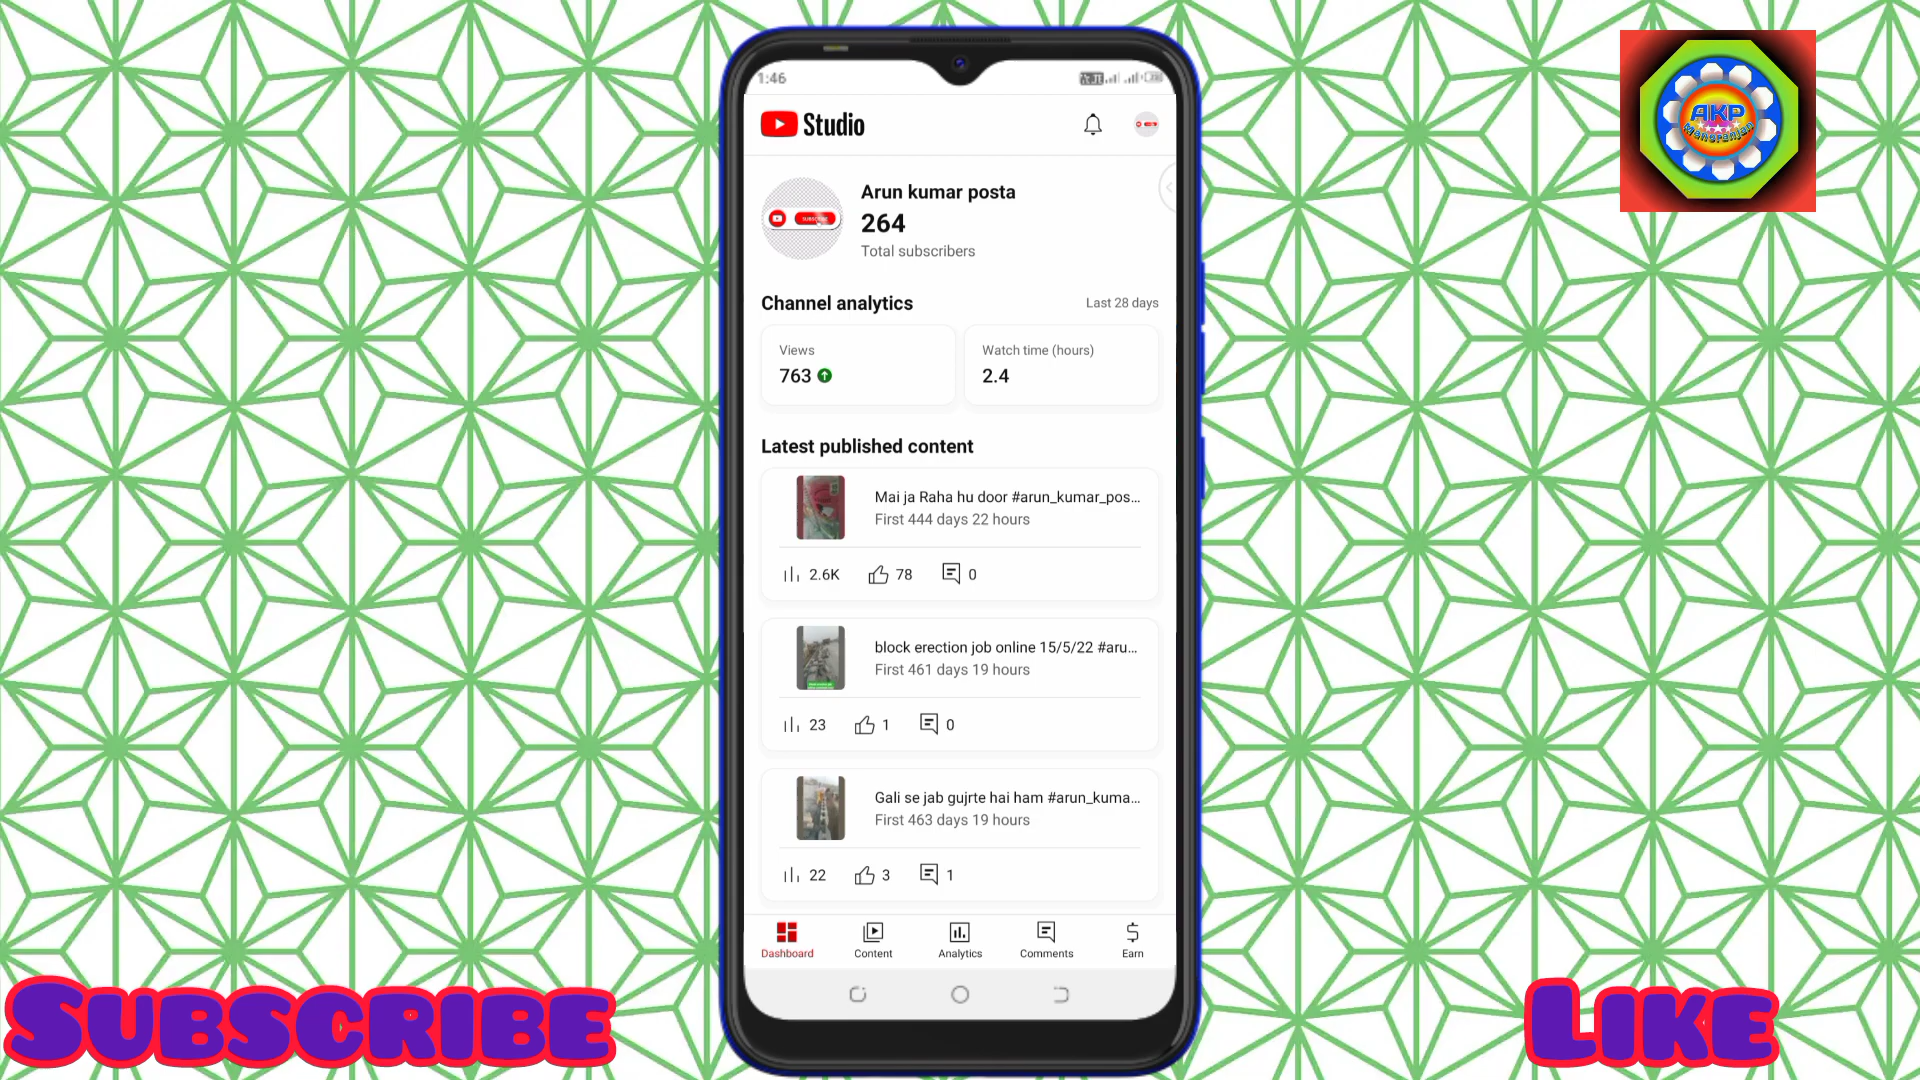 1:46
Studio
AKP
Manoranjan
Arun kumar posta
264
Total subscribers
Channel analytics
Last 28 days
Views
Watch time (hours)
763
2.4
Latest published content
Mai ja Raha hu door #arun_kumar_pos...
First 444 days 22 hours
2.6K 78 0
block erection job online 15/5/22 #aru...
First 461 days 19 hours
23 1 0
Gali se jab gujrte hai ham #arun_kuma...
First 463 days 19 hours
22 3 1
Dashboard Content Analytics Comments Earn
SUBSCRIBE
LIKE